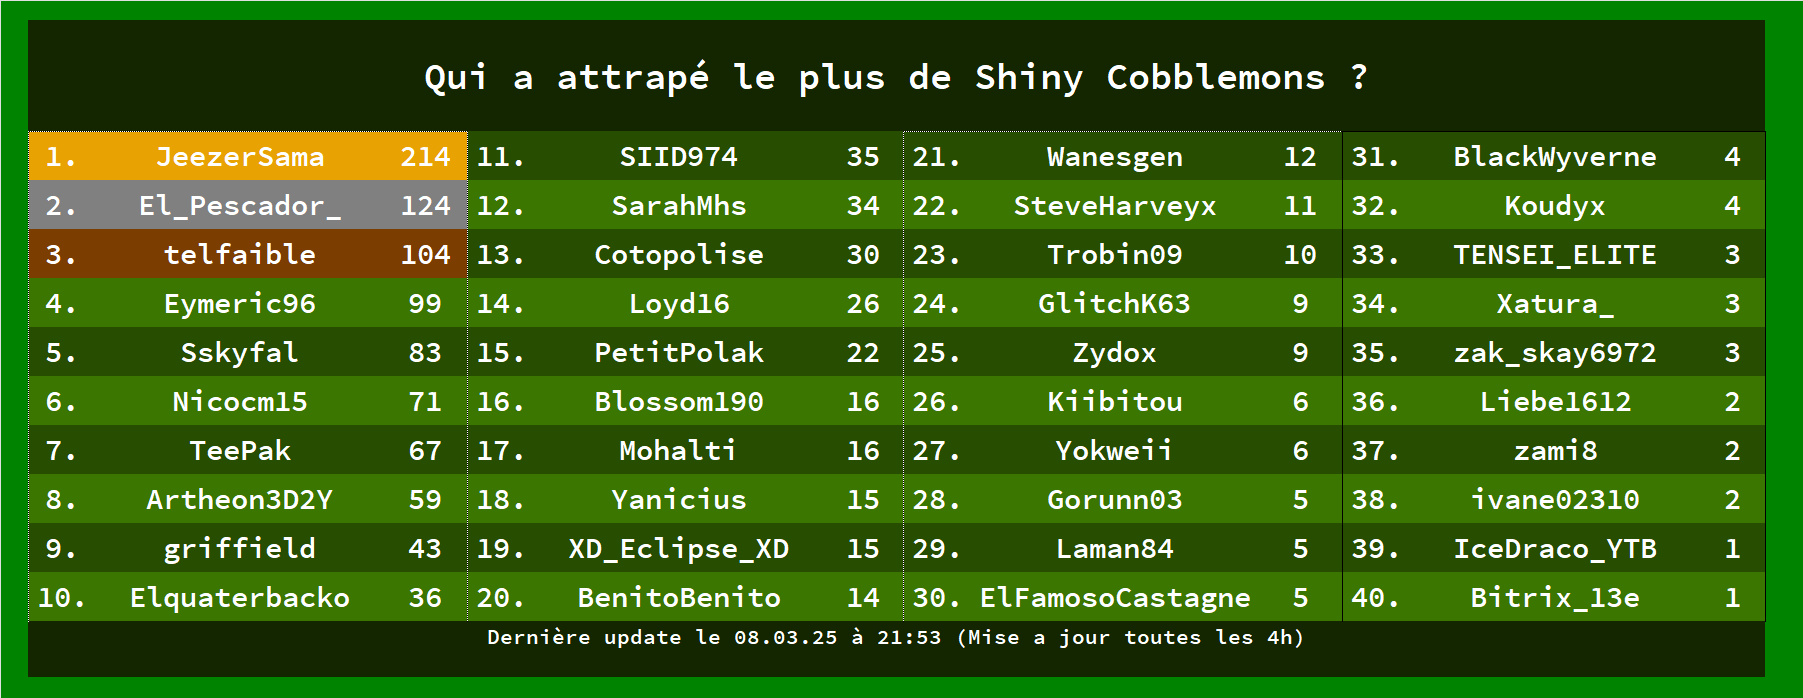 Qui a attrapé le plus de Shiny Cobblemons ?
1. JeezerSama 214
2. El_Pescador_ 124
3. telfaible 104
4. Eymeric96 99
5. Sskyfal 83
6. Nicocm15 71
7. TeePak 67
8. Artheon3D2Y 59
9. griffield 43
10. Elquaterbacko 36
11. SIID974 35
12. SarahMhs 34
13. Cotopolise 30
14. Loyd16 26
15. PetitPolak 22
16. Blossom190 16
17. Mohalti 16
18. Yanicius 15
19. XD_Eclipse_XD 15
20. BenitoBenito 14
21. Wanesgen 12
22. SteveHarveyx 11
23. Trobin09 10
24. GlitchK63 9
25. Zydox 9
26. Kiibitou 6
27. Yokweii 6
28. Gorunn03 5
29. Laman84 5
30. ElFamosoCastagne 5
31. BlackWyverne 4
32. Koudyx 4
33. TENSEI_ELITE 3
34. Xatura_ 3
35. zak_skay6972 3
36. Liebe1612 2
37. zami8 2
38. ivane02310 2
39. IceDraco_YTB 1
40. Bitrix_13e 1
Dernière update le 08.03.25 à 21:53 (Mise a jour toutes les 4h)